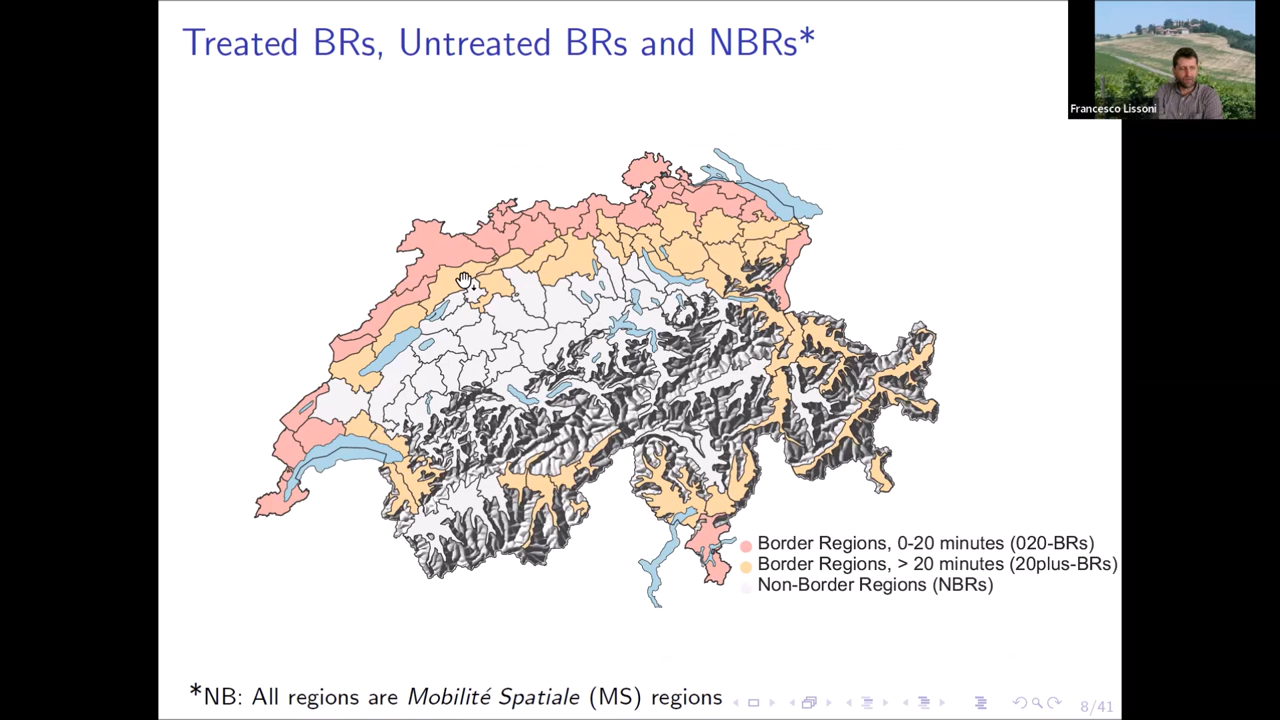 Treated BRs, Untreated BRs and NBRs*
Francesco Lissoni
Border Regions, 0-20 minutes (020-BRs)
Border Regions, > 20 minutes (20plus-BRs)
Non-Border Regions (NBRs)
*NB: All regions are Mobilité Spatiale (MS) regions
8/41